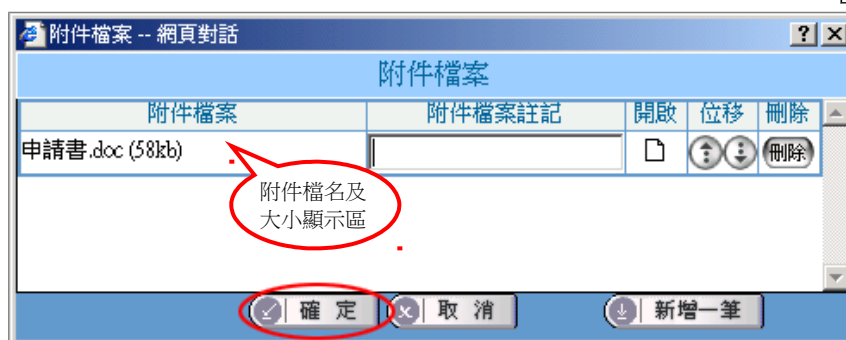 附件檔案 -- 網頁對話
附件檔案
附件檔案 附件檔案註記 開啟 位移 刪除
申請書.doc (58kb) 刪除
附件檔名及
大小顯示區
確 定 取 消 新增一筆